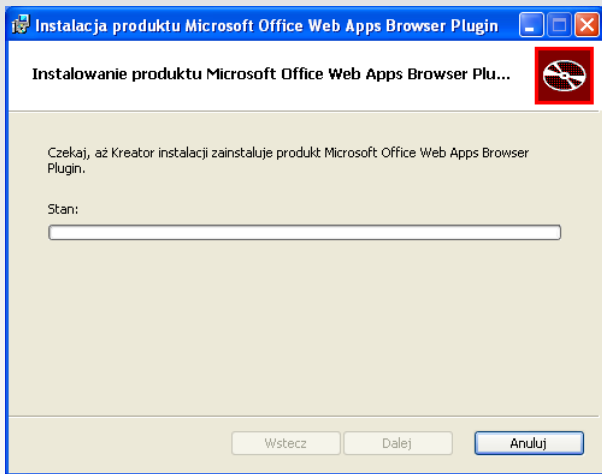 Instalacja produktu Microsoft Office Web Apps Browser Plugin
Instalowanie produktu Microsoft Office Web Apps Browser Plu...
Czekaj, aż Kreator instalacji zainstaluje produkt Microsoft Office Web Apps Browser
Plugin.
Stan:
Wstecz
Dalej
Anuluj